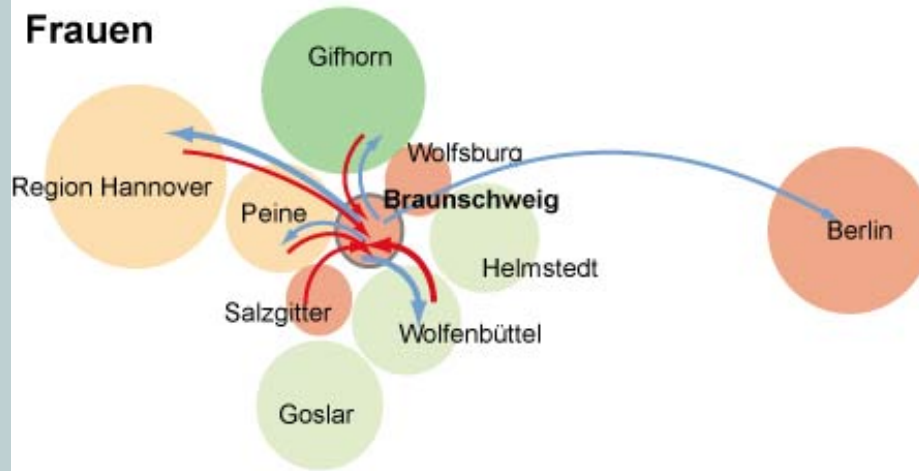 Frauen
Gifhorn
Wolfsburg
Region Hannover
Peine
Braunschweig
Berlin
Helmstedt
Salzgitter
Wolfenbüttel
Goslar